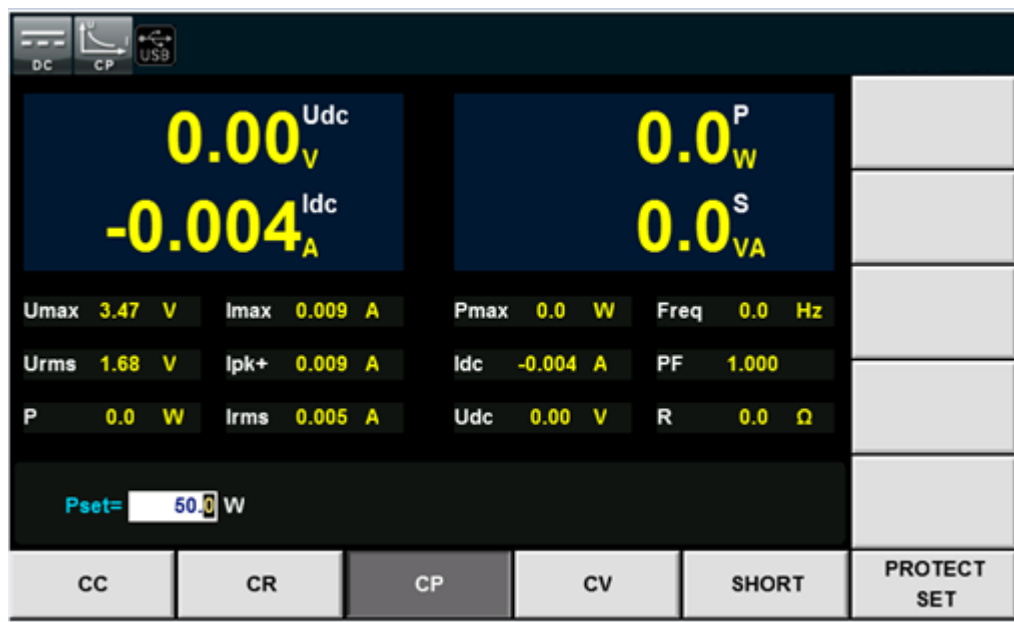 U I
DC CP USB
0.00 Udc V
-0.004 Idc A
0.0 P W
0.0 S VA
Umax 3.47 V Imax 0.009 A Pmax 0.0 W Freq 0.0 Hz
Urms 1.68 V Ipk+ 0.009 A Idc -0.004 A PF 1.000
P 0.0 W Irms 0.005 A Udc 0.00 V R 0.0 Ω
Pset= 50.0 W
CC CR CP CV SHORT PROTECT SET